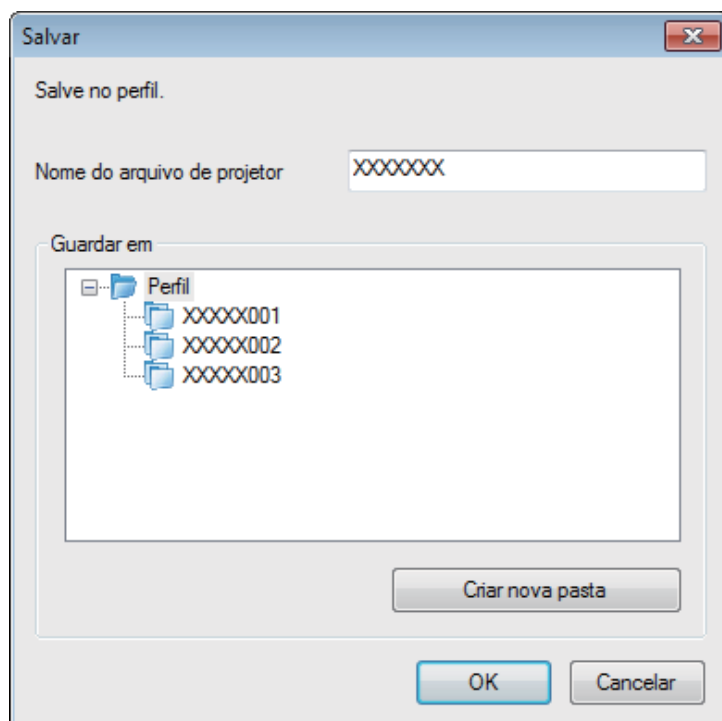 Salvar
Salve no perfil.
Nome do arquivo de projetor XXXXXXX
Guardar em
Perfil
XXXXX001
XXXXX002
XXXXX003
Criar nova pasta
OK Cancelar